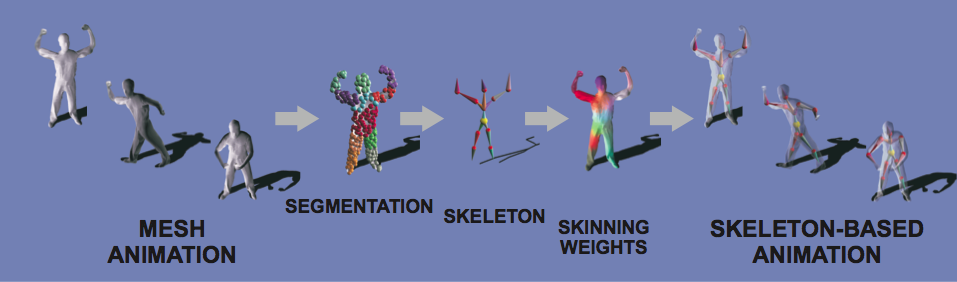 MESH
ANIMATION
SEGMENTATION
SKELETON
SKINNING
WEIGHTS
SKELETON-BASED
ANIMATION